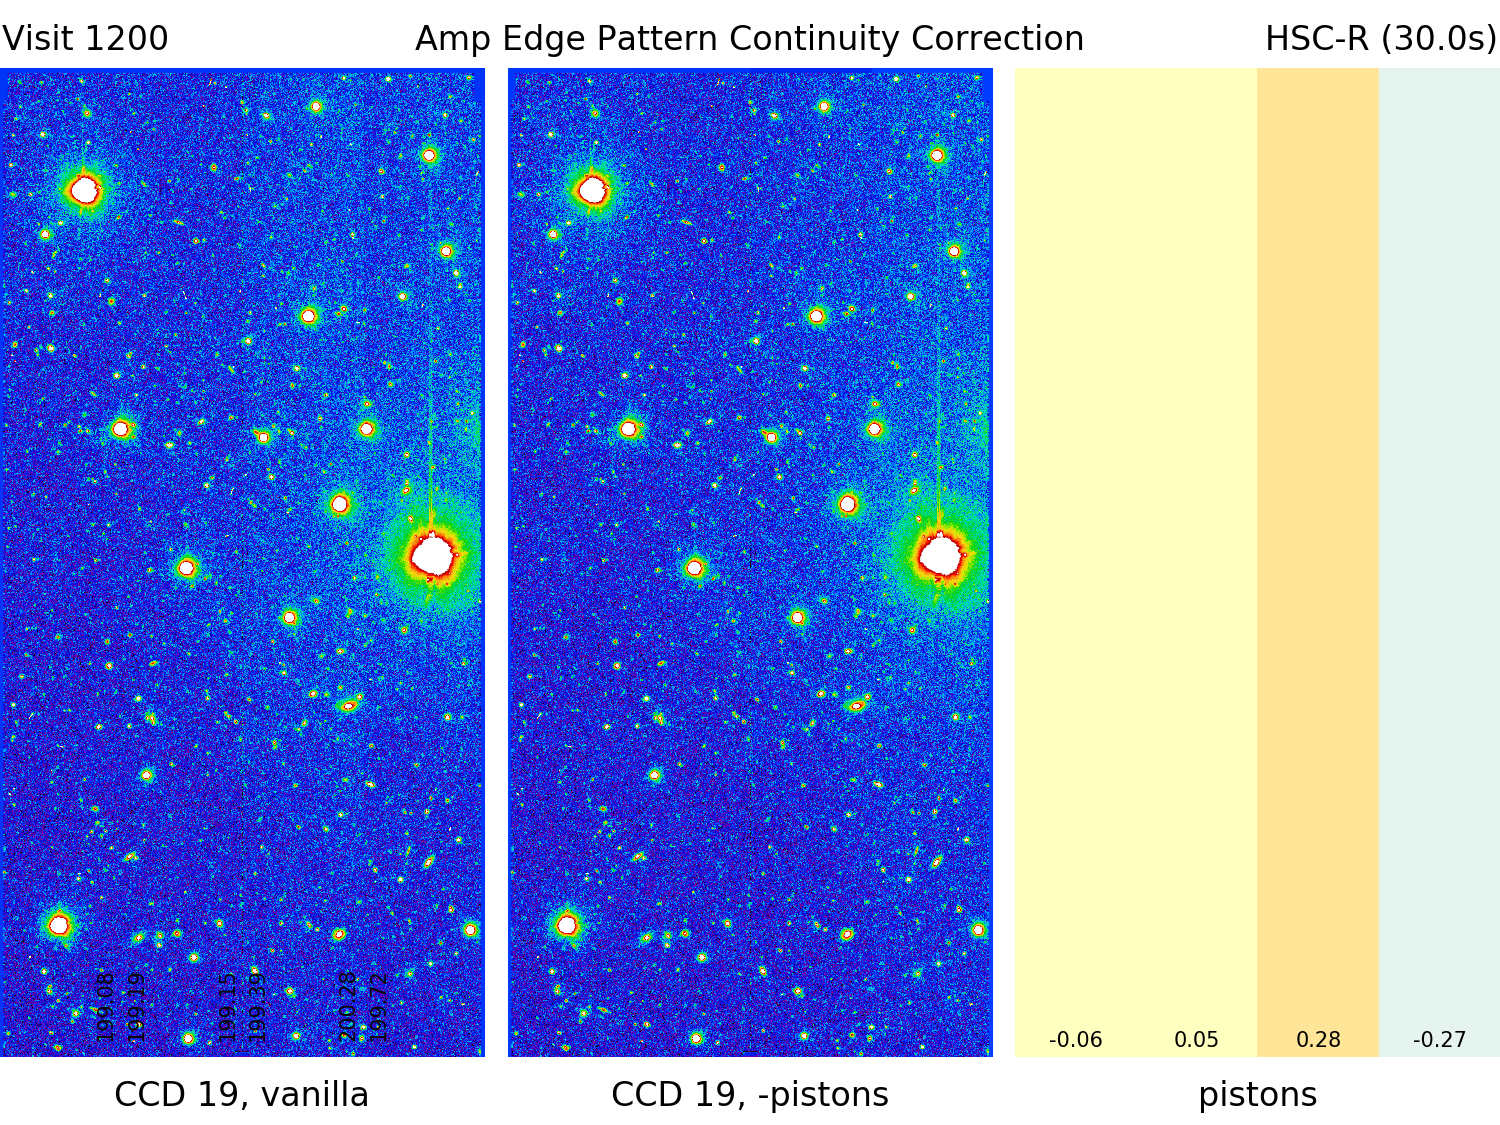 Visit 1200
Amp Edge Pattern Continuity Correction
HSC-R (30.0s)
199.08
199.19
199.15
199.39
200.28
199.72
-0.06
0.05
0.28
-0.27
CCD 19, vanilla
CCD 19, -pistons
pistons